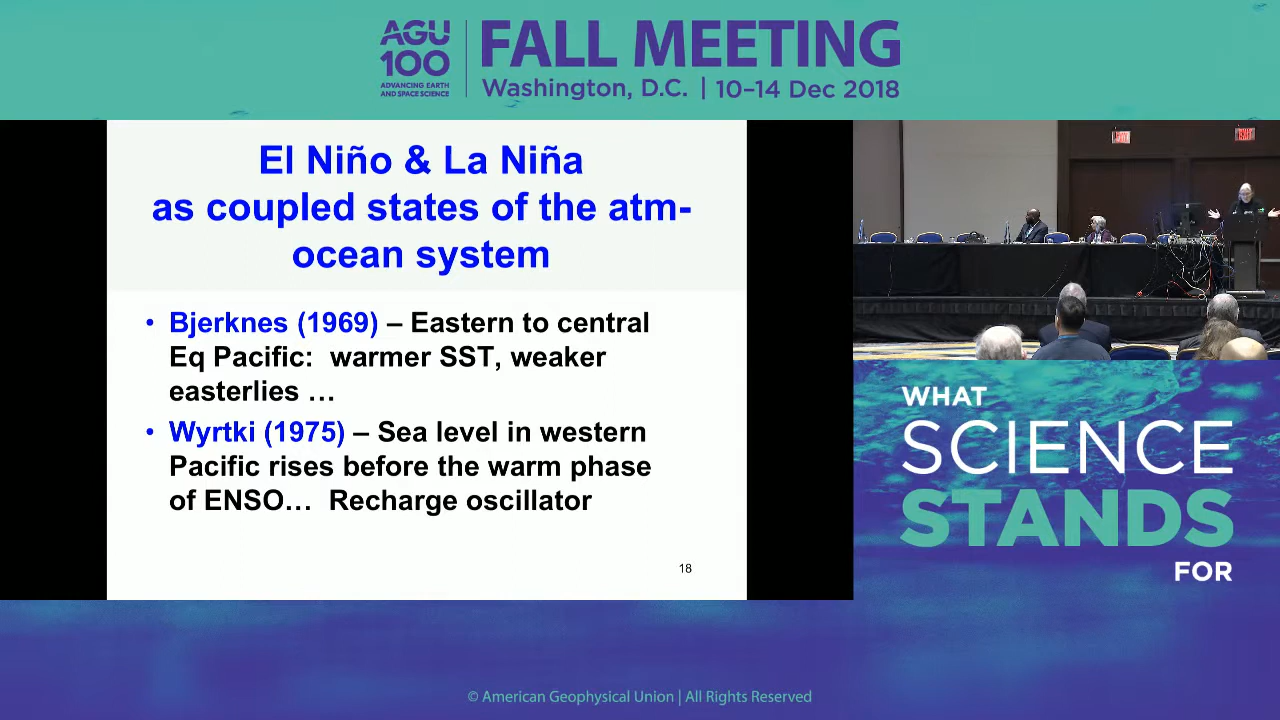 AGU
100
ADVANCING EARTH
AND SPACE SCIENCE
FALL MEETING
Washington, D.C. | 10–14 Dec 2018
El Niño & La Niña
as coupled states of the atm-
ocean system
• Bjerknes (1969) – Eastern to central
Eq Pacific: warmer SST, weaker
easterlies …
• Wyrtki (1975) – Sea level in western
Pacific rises before the warm phase
of ENSO… Recharge oscillator
18
WHAT
SCIENCE
STANDS
FOR
© American Geophysical Union | All Rights Reserved